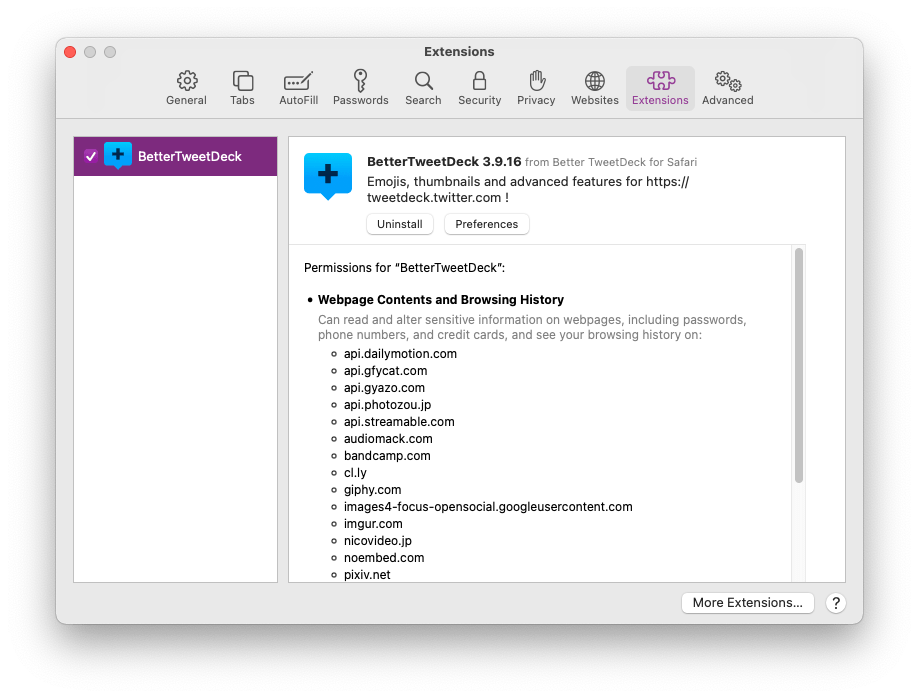 Extensions
General
Tabs
AutoFill
Passwords
Search
Security
Privacy
Websites
Extensions
Advanced
BetterTweetDeck
BetterTweetDeck 3.9.16 from Better TweetDeck for Safari
Emojis, thumbnails and advanced features for https://
tweetdeck.twitter.com !
Uninstall
Preferences
Permissions for “BetterTweetDeck”:
• Webpage Contents and Browsing History
Can read and alter sensitive information on webpages, including passwords,
phone numbers, and credit cards, and see your browsing history on:
api.dailymotion.com
api.gfycat.com
api.gyazo.com
api.photozou.jp
api.streamable.com
audiomack.com
bandcamp.com
cl.ly
giphy.com
images4-focus-opensocial.googleusercontent.com
imgur.com
nicovideo.jp
noembed.com
pixiv.net
More Extensions...
?